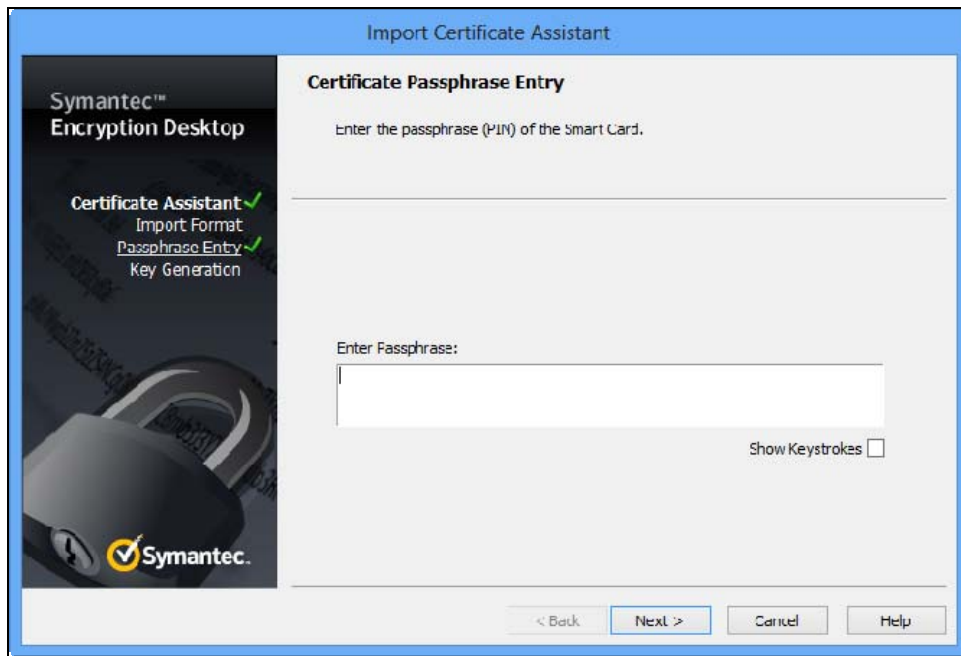 Import Certificate Assistant
Symantec™
Encryption Desktop
Certificate Assistant
Import Format
Passphrase Entry
Key Generation
Symantec.
Certificate Passphrase Entry
Enter the passphrase (PIN) of the Smart Card.
Enter Passphrase:
Show Keystrokes
< Back
Next >
Cancel
Help